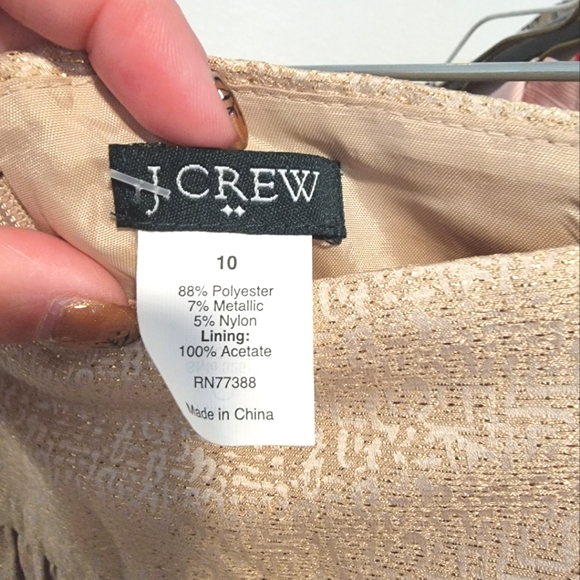 J.CREW
10
88% Polyester
7% Metallic
5% Nylon
Lining:
100% Acetate
RN77388
Made in China